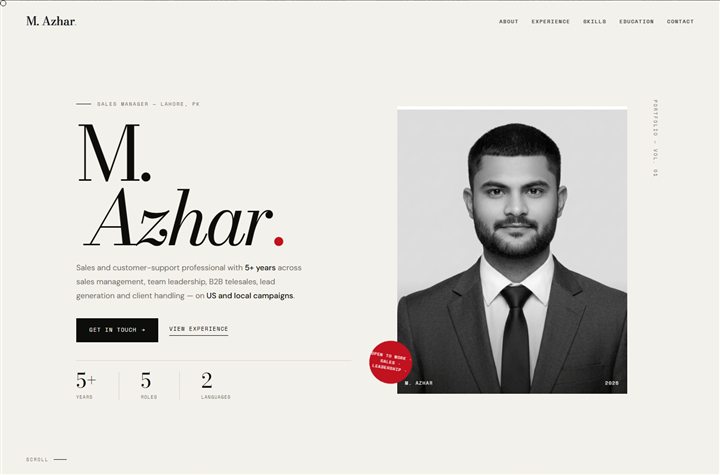 M. Azhar.
ABOUT EXPERIENCE SKILLS EDUCATION CONTACT
SALES MANAGER — LAHORE, PK
M.
Azhar.
Sales and customer-support professional with 5+ years across
sales management, team leadership, B2B telesales, lead
generation and client handling — on US and local campaigns.
GET IN TOUCH →
VIEW EXPERIENCE
5+
YEARS
5
ROLES
2
LANGUAGES
PORTFOLIO — VOL. 01
OPEN TO WORK ·
SALES ·
LEADERSHIP ·
M. AZHAR
2026
SCROLL